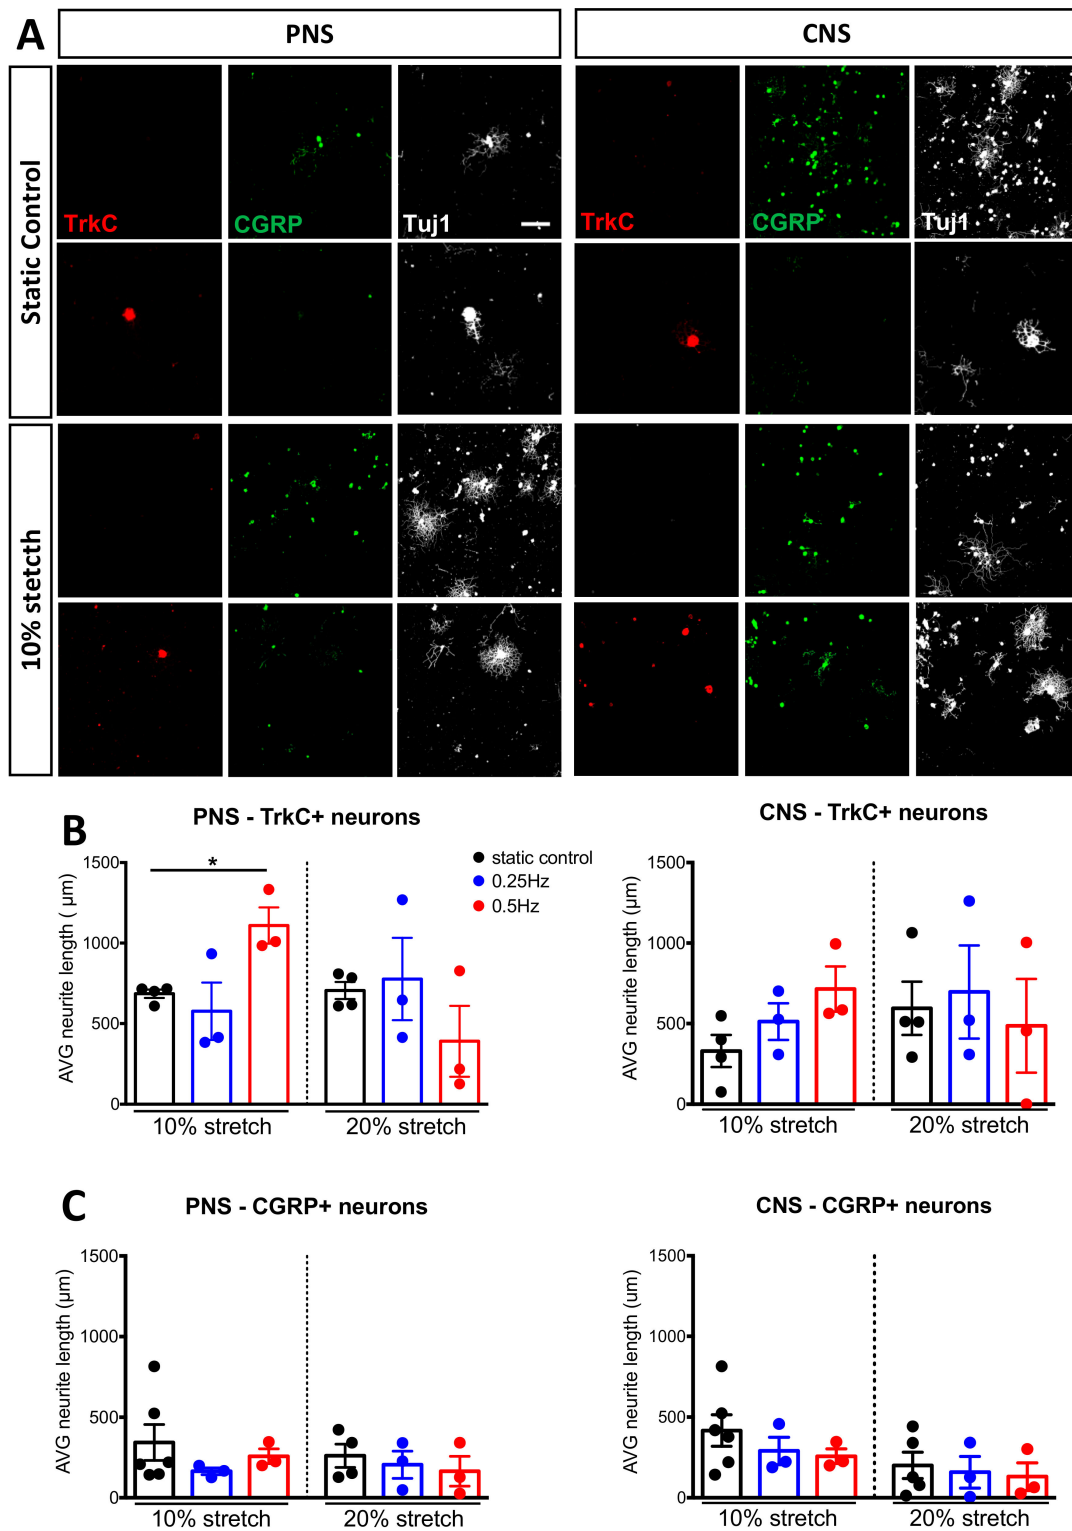 A
PNS
CNS
Static Control
TrkC
CGRP
Tuj1
TrkC
CGRP
Tuj1
10% stetcth
B
PNS - TrkC+ neurons
CNS - TrkC+ neurons
AVG neurite length ( µm)
1500
1000
500
0
*
static control
0.25Hz
0.5Hz
10% stretch
20% stretch
AVG neurite length (µm)
1500
1000
500
0
10% stretch
20% stretch
C
PNS - CGRP+ neurons
CNS - CGRP+ neurons
AVG neurite length (µm)
1500
1000
500
0
10% stretch
20% stretch
AVG neurite length (um)
1500
1000
500
0
10% stretch
20% stretch